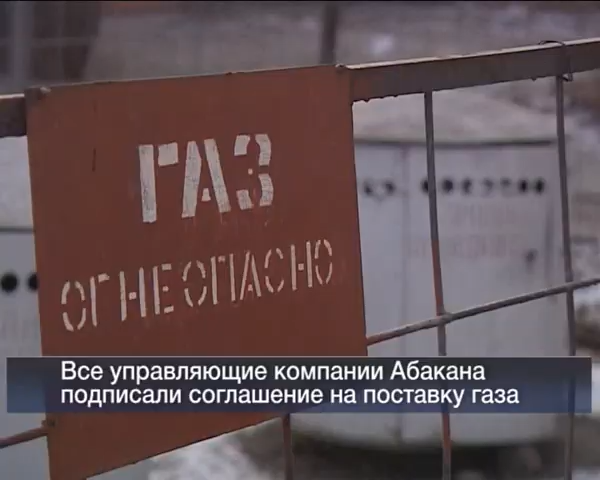 ГАЗ
ОГНЕОПАСНО
Все управляющие компании Абакана
подписали соглашение на поставку газа